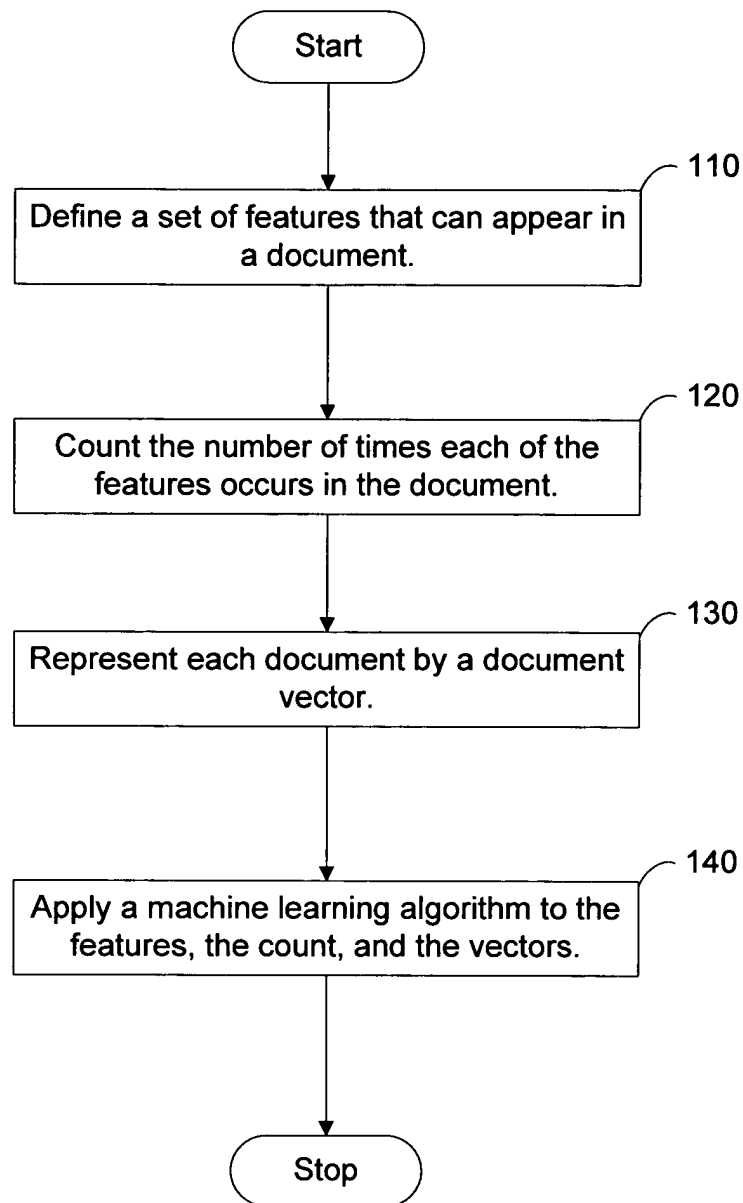 Start
110
Define a set of features that can appear in
a document.
120
Count the number of times each of the
features occurs in the document.
130
Represent each document by a document
vector.
140
Apply a machine learning algorithm to the
features, the count, and the vectors.
Stop